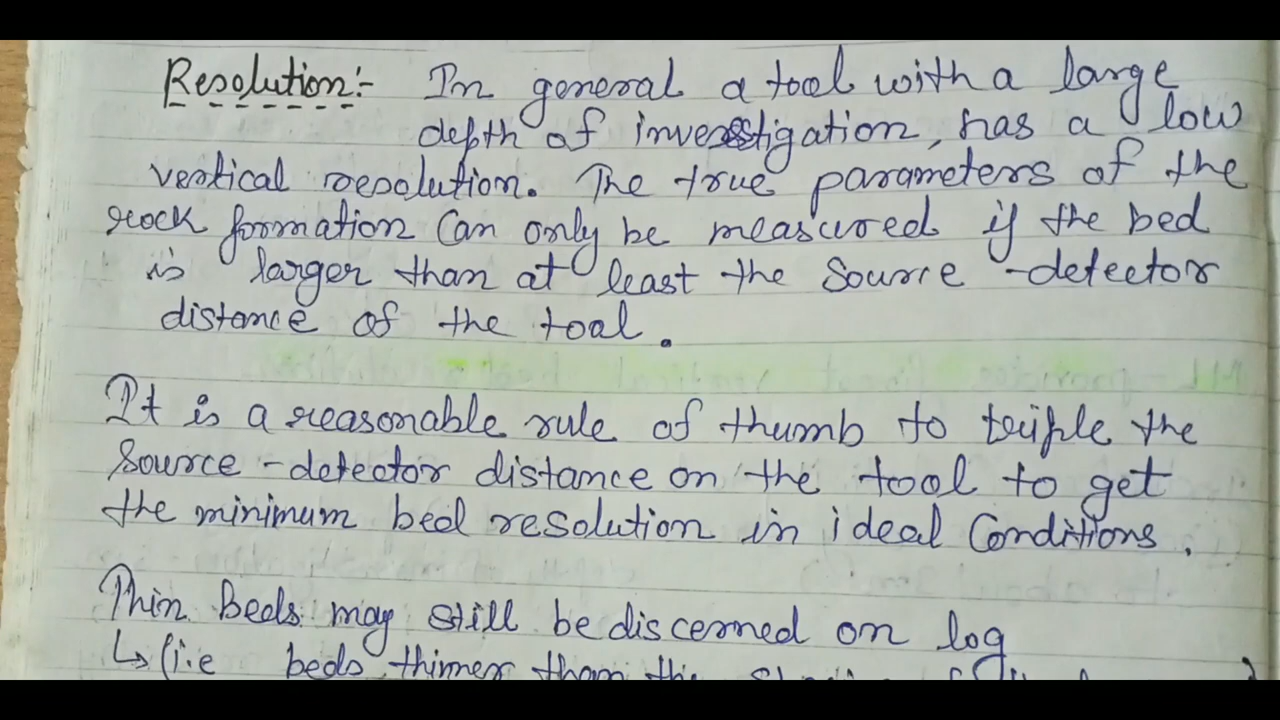 Resolution:- In general a tool with a large
depth of investigation, has a low
vertical resolution. The true parameters of the
rock formation Can only be measured if the bed
is larger than at least the Source-detector
distance of the tool.
It is a reasonable rule of thumb to triple the
Source-detector distance on the tool to get
the minimum bed resolution in ideal Conditions.
Thin Beds may still be discerned on log
↳ (i.e beds thinner than